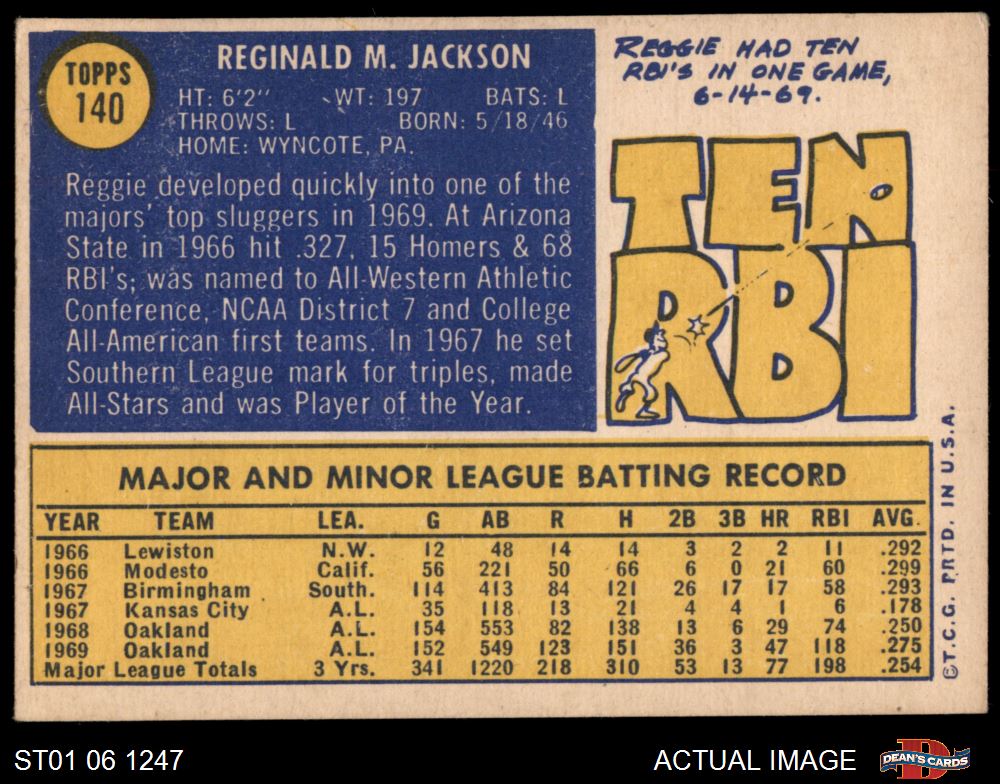 TOPPS
140
REGINALD M. JACKSON
HT: 6'2" WT: 197 BATS: L
THROWS: L BORN: 5/18/46
HOME: WYNCOTE, PA.
Reggie developed quickly into one of the
majors' top sluggers in 1969. At Arizona
State in 1966 hit .327, 15 Homers & 68
RBI's; was named to All-Western Athletic
Conference, NCAA District 7 and College
All-American first teams. In 1967 he set
Southern League mark for triples, made
All-Stars and was Player of the Year.
REGGIE HAD TEN
RBI'S IN ONE GAME,
6-14-69.
TEN
RBI
MAJOR AND MINOR LEAGUE BATTING RECORD
YEAR TEAM LEA. G AB R H 2B 3B HR RBI AVG.
1966 Lewiston N.W. 12 48 14 14 3 2 2 11 .292
1966 Modesto Calif. 56 221 50 66 6 0 21 60 .299
1967 Birmingham South. 114 413 84 121 26 17 17 58 .293
1967 Kansas City A.L. 35 118 13 21 4 4 1 6 .178
1968 Oakland A.L. 154 553 82 138 13 6 29 74 .250
1969 Oakland A.L. 152 549 123 151 36 3 47 118 .275
Major League Totals 3 Yrs. 341 1220 218 310 53 13 77 198 .254
©T.C.G. PRTD. IN U.S.A.
ST01 06 1247
ACTUAL IMAGE
DEAN'S CARDS